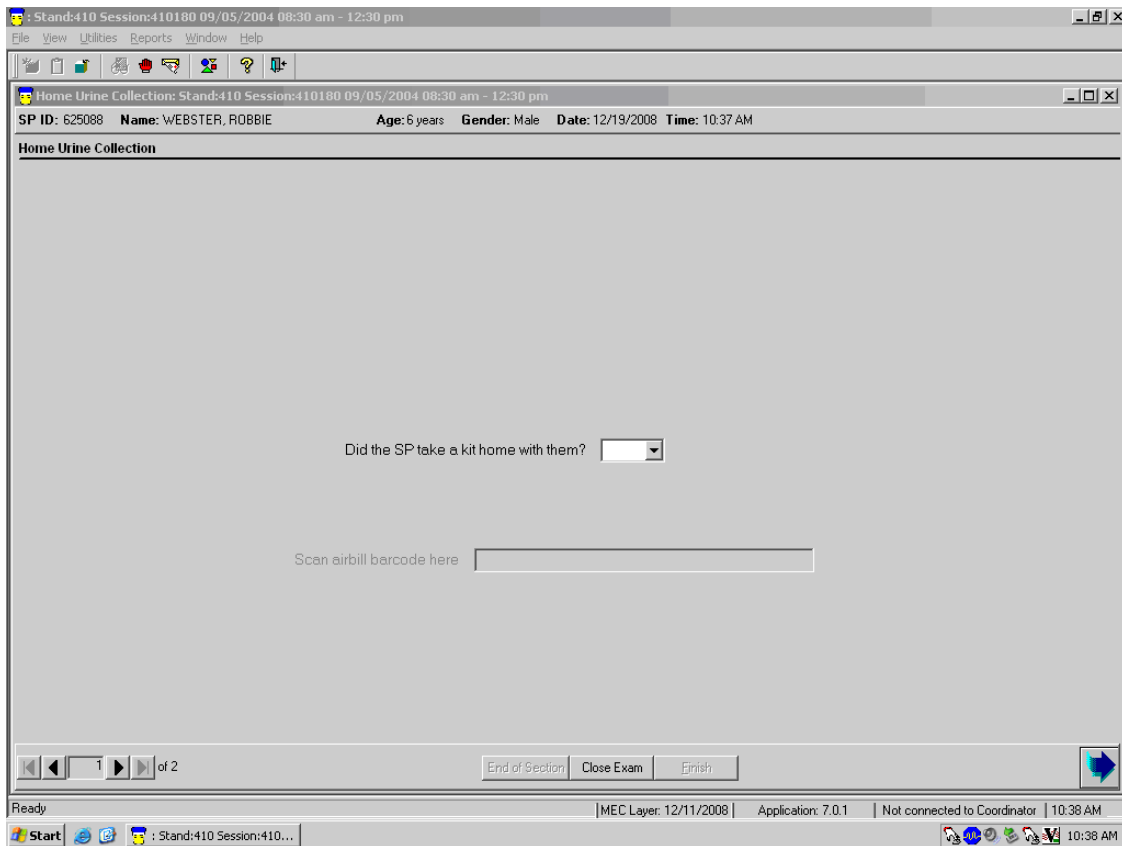 : Stand:410 Session:410180 09/05/2004 08:30 am - 12:30 pm
File View Utilities Reports Window Help
Home Urine Collection: Stand:410 Session:410180 09/05/2004 08:30 am - 12:30 pm
SP ID: 625088 Name: WEBSTER, ROBBIE Age: 6 years Gender: Male Date: 12/19/2008 Time: 10:37 AM
Home Urine Collection
Did the SP take a kit home with them?
Scan airbill barcode here
1 of 2 End of Section Close Exam Finish
Ready MEC Layer: 12/11/2008 Application: 7.0.1 Not connected to Coordinator 10:38 AM
Start : Stand:410 Session:410... 10:38 AM